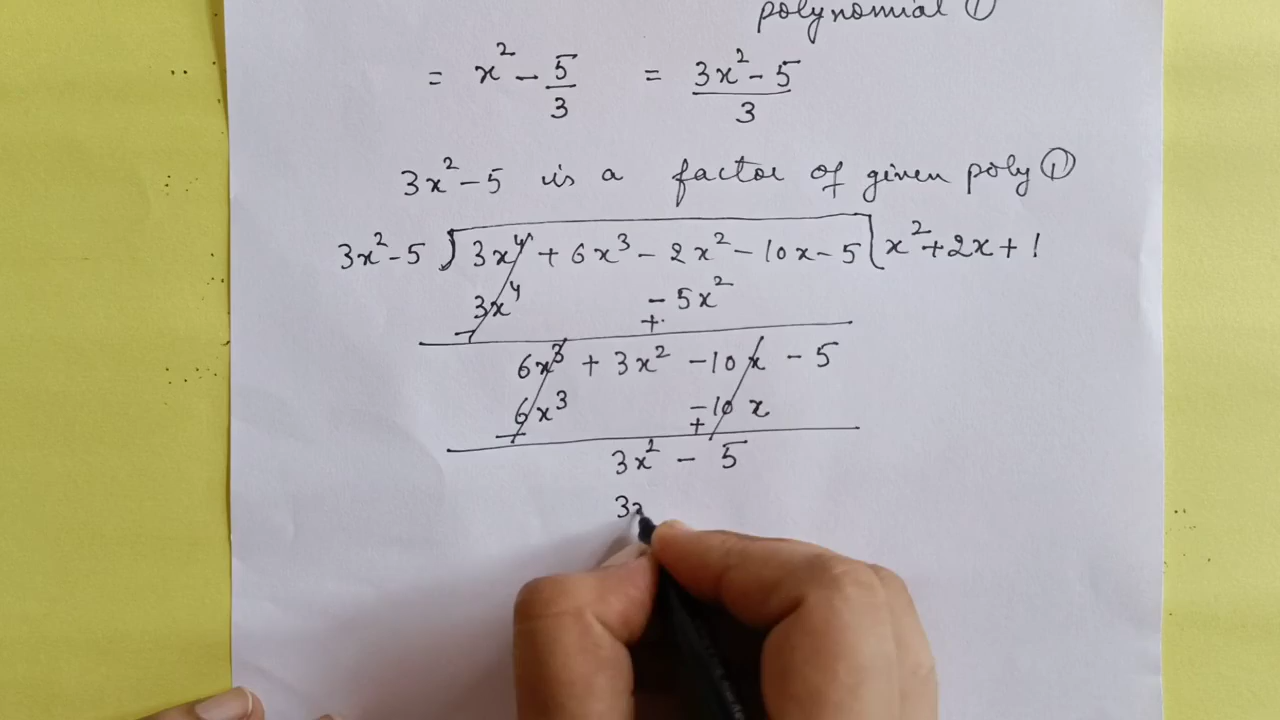 polynomial ①
= x² - 5/3 = 3x² - 5/3
3x² - 5 is a factor of given poly ①
3x² - 5 ) 3x⁴ + 6x³ - 2x² - 10x - 5 ( x² + 2x + 1
3x⁴ - 5x²
- +
6x³ + 3x² - 10x - 5
6x³ - 10x
- +
3x² - 5
3x